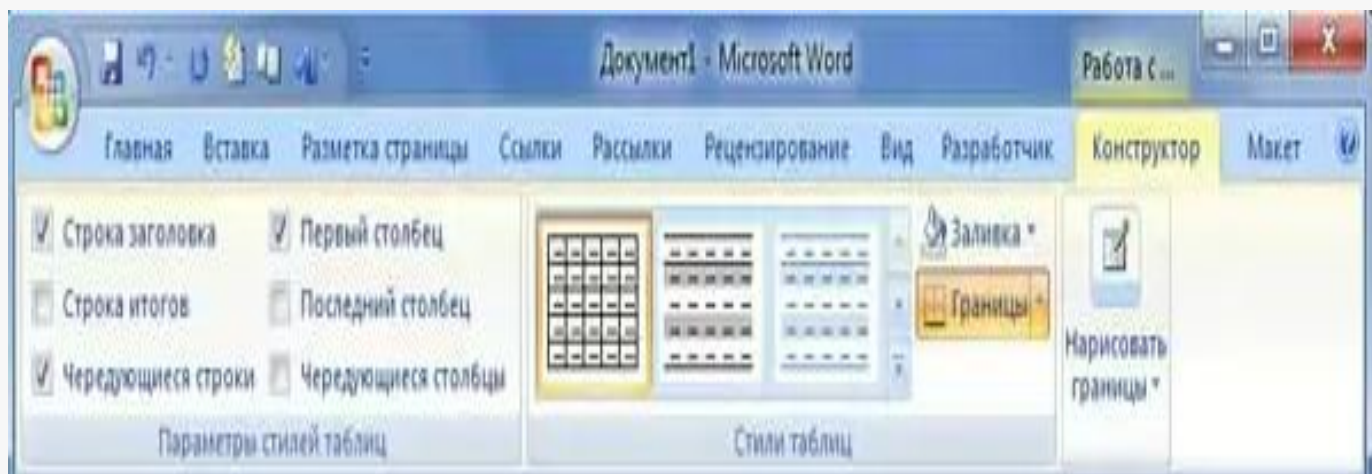 Документ1 - Microsoft Word
Работа с ...
Главная Вставка Разметка страницы Ссылки Рассылки Рецензирование Вид Разработчик Конструктор Макет
Строка заголовка Первый столбец Заливка
Строка итогов Последний столбец Границы
Чередующиеся строки Чередующиеся столбцы
Нарисовать
границы
Параметры стилей таблиц Стили таблиц